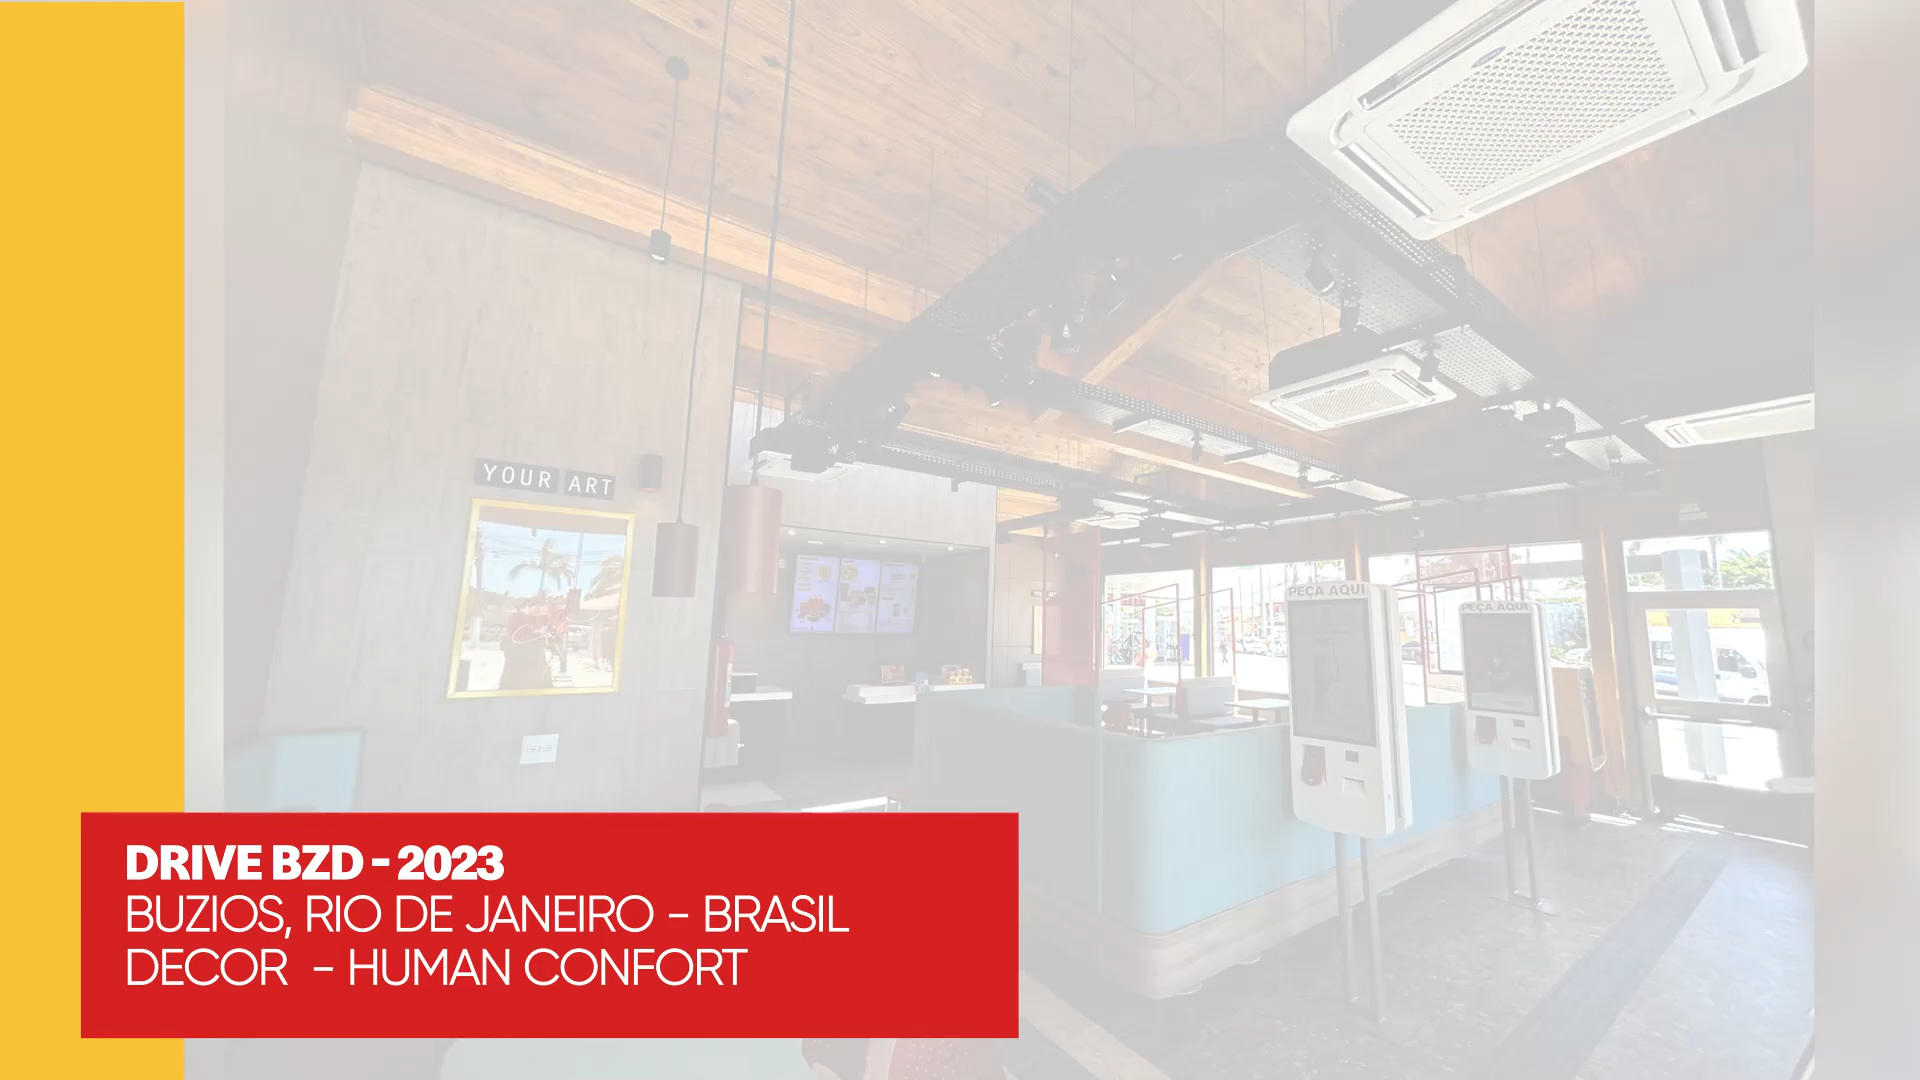 YOUR ART
PEÇA AQUI
PEÇA AQUI
DRIVE BZD - 2023
BUZIOS, RIO DE JANEIRO - BRASIL
DECOR - HUMAN CONFORT